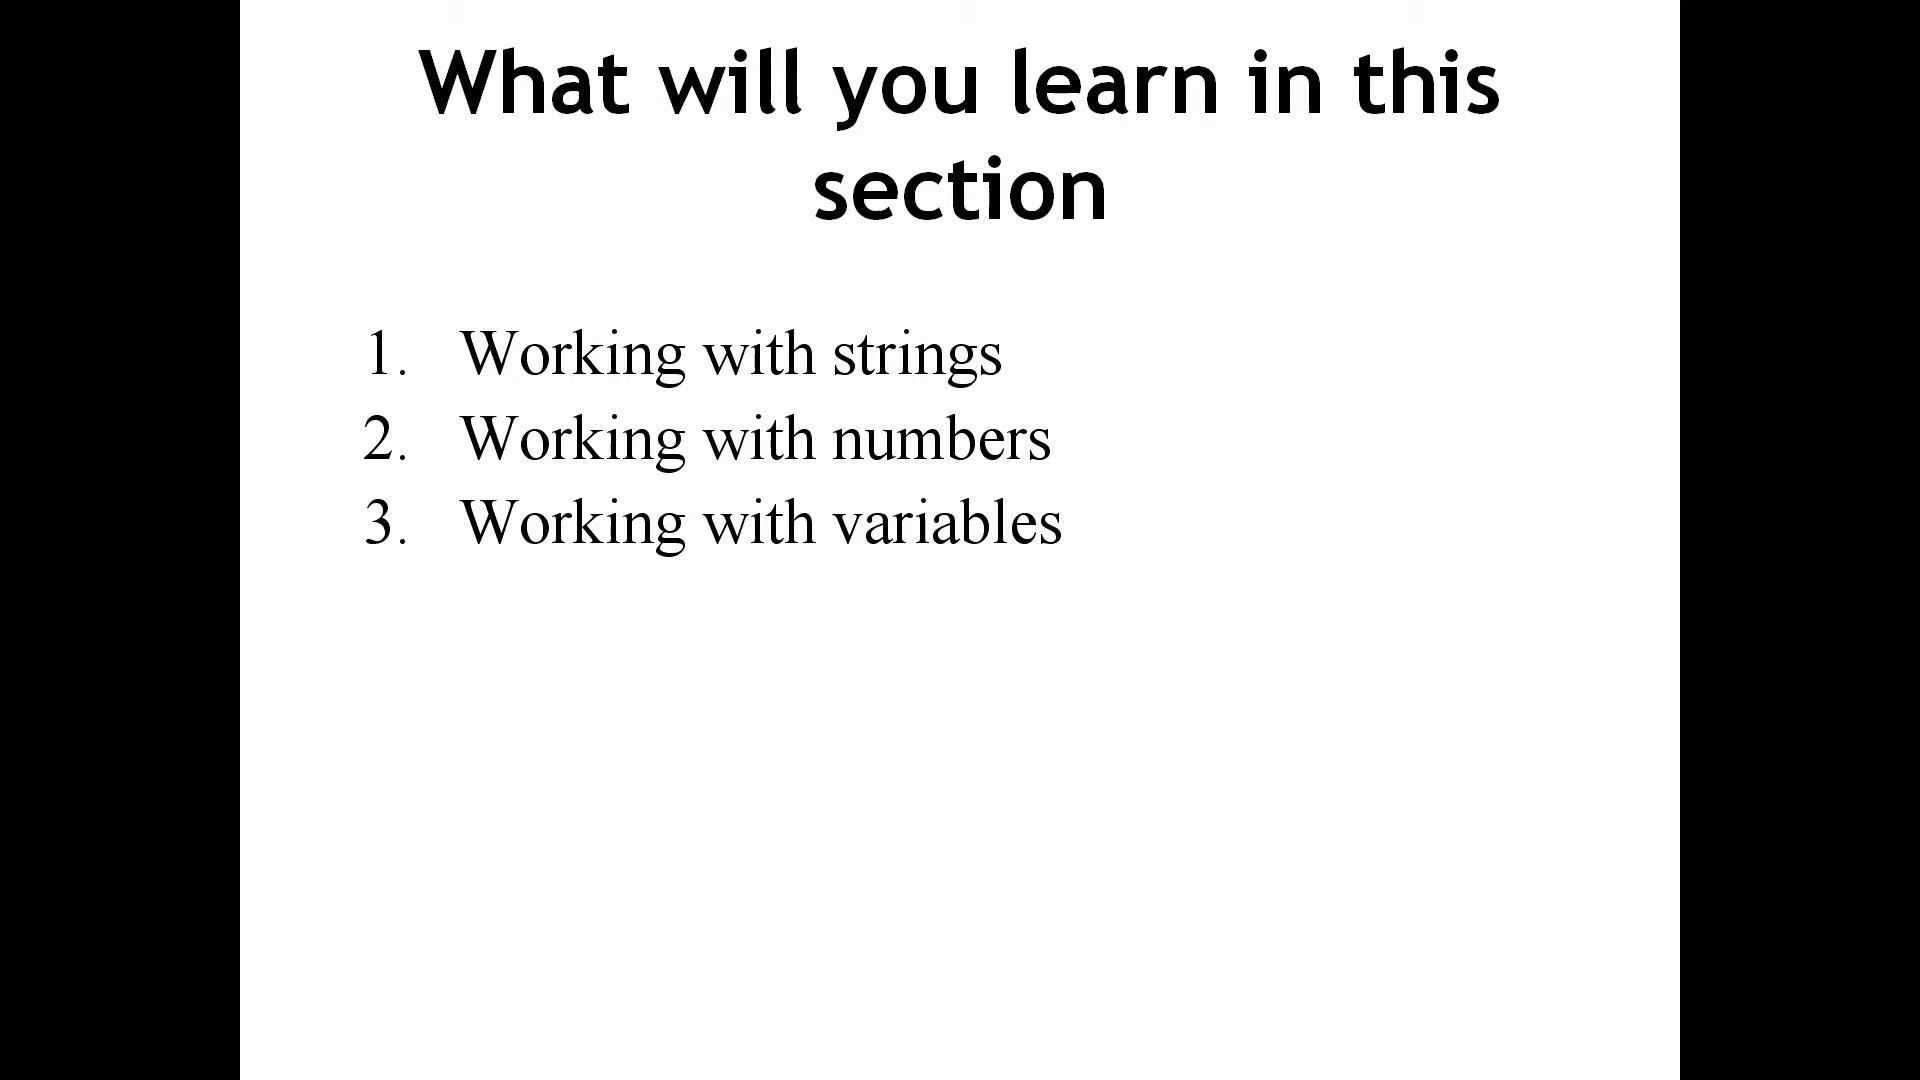 What will you learn in this
section
1. Working with strings
2. Working with numbers
3. Working with variables